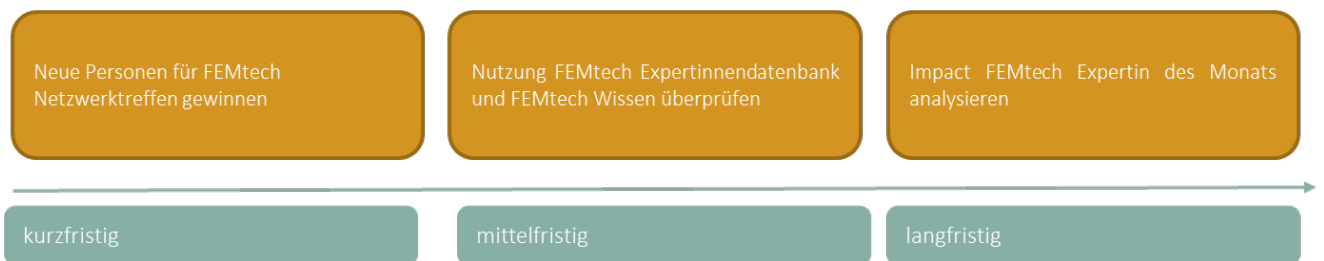 Neue Personen für FEMtech
Netzwerktreffen gewinnen
Nutzung FEMtech Expertinnendatenbank
und FEMtech Wissen überprüfen
Impact FEMtech Expertin des Monats
analysieren
kurzfristig
mittelfristig
langfristig